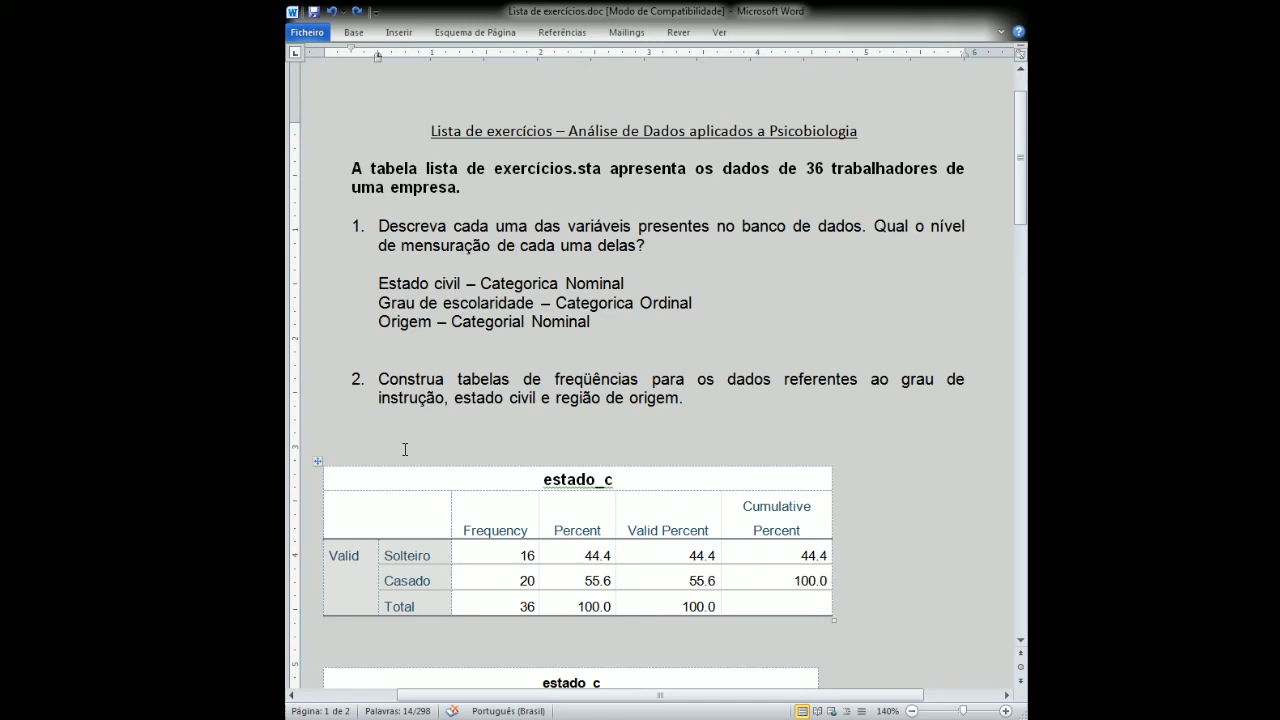 Lista de exercícios.doc [Modo de Compatibilidade] – Microsoft Word
Ficheiro Base Inserir Esquema de Página Referências Mailings Rever Ver
1 2 3 4 5 6
Lista de exercícios – Análise de Dados aplicados a Psicobiologia
A tabela lista de exercícios.sta apresenta os dados de 36 trabalhadores de
uma empresa.
1. Descreva cada uma das variáveis presentes no banco de dados. Qual o nível
de mensuração de cada uma delas?
Estado civil – Categorica Nominal
Grau de escolaridade – Categorica Ordinal
Origem – Categorial Nominal
2. Construa tabelas de freqüências para os dados referentes ao grau de
instrução, estado civil e região de origem.
estado_c
Cumulative
Frequency Percent Valid Percent Percent
Valid Solteiro 16 44.4 44.4 44.4
Casado 20 55.6 55.6 100.0
Total 36 100.0 100.0
estado_c
Página: 1 de 2 Palavras: 14/298 Português (Brasil) 140%